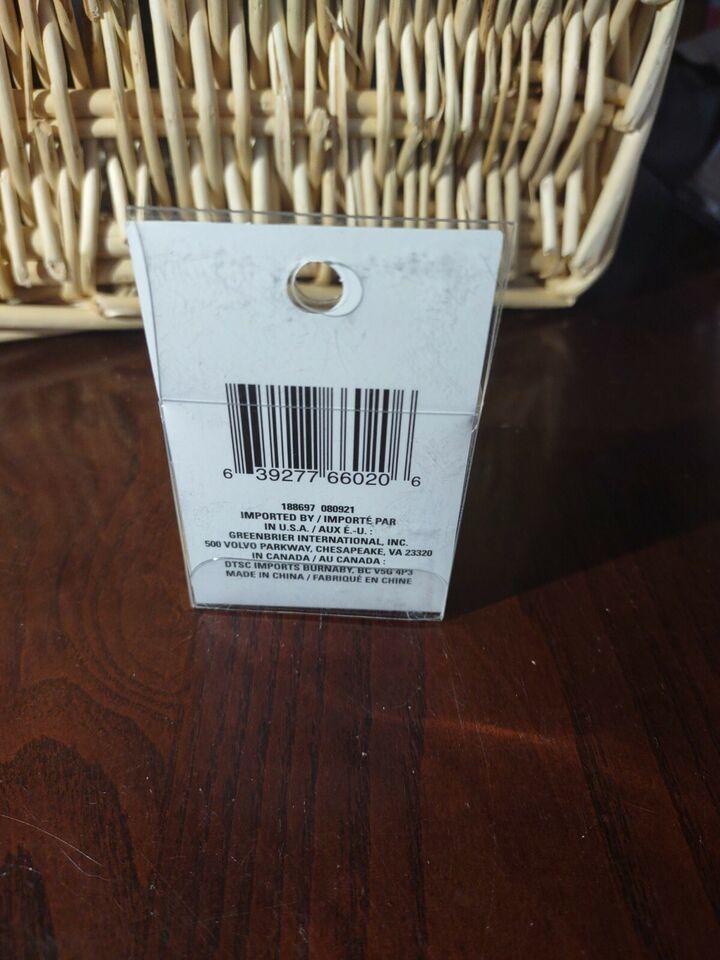 6 39277 66020 6
188697 080921
IMPORTED BY / IMPORTÉ PAR
IN U.S.A. / AUX É.-U. :
GREENBRIER INTERNATIONAL, INC.
500 VOLVO PARKWAY, CHESAPEAKE, VA 23320
IN CANADA / AU CANADA :
DTSC IMPORTS BURNABY, BC V5G 4P3
MADE IN CHINA / FABRIQUÉ EN CHINE